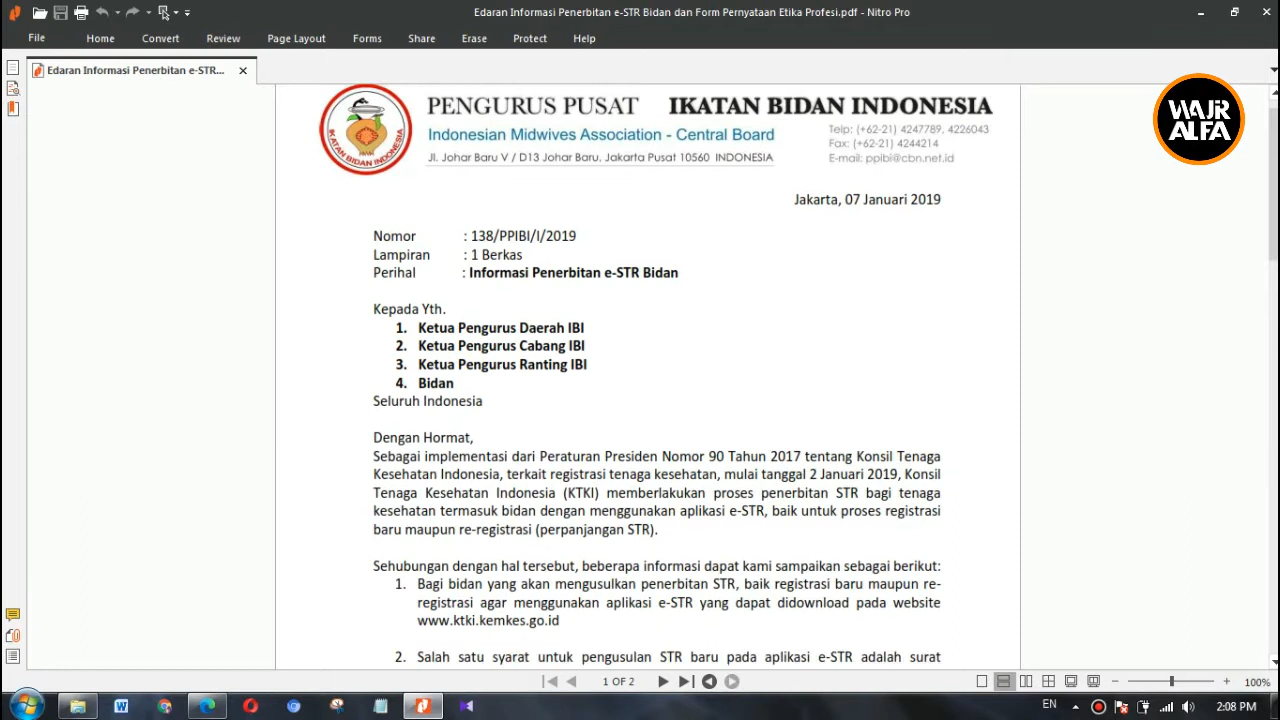 Edaran Informasi Penerbitan e-STR Bidan dan Form Pernyataan Etika Profesi.pdf - Nitro Pro
File Home Convert Review Page Layout Forms Share Erase Protect Help
Edaran Informasi Penerbitan e-STR...
WAJR
ALFA
IKATAN BIDAN INDONESIA
PENGURUS PUSAT IKATAN BIDAN INDONESIA
Indonesian Midwives Association - Central Board
Jl. Johar Baru V / D13 Johar Baru, Jakarta Pusat 10560 INDONESIA
Telp: (+62-21) 4247789, 4226043
Fax: (+62-21) 4244214
E-mail: ppibi@cbn.net.id
Jakarta, 07 Januari 2019
Nomor : 138/PPIBI/I/2019
Lampiran : 1 Berkas
Perihal : Informasi Penerbitan e-STR Bidan
Kepada Yth.
1. Ketua Pengurus Daerah IBI
2. Ketua Pengurus Cabang IBI
3. Ketua Pengurus Ranting IBI
4. Bidan
Seluruh Indonesia
Dengan Hormat,
Sebagai implementasi dari Peraturan Presiden Nomor 90 Tahun 2017 tentang Konsil Tenaga
Kesehatan Indonesia, terkait registrasi tenaga kesehatan, mulai tanggal 2 Januari 2019, Konsil
Tenaga Kesehatan Indonesia (KTKI) memberlakukan proses penerbitan STR bagi tenaga
kesehatan termasuk bidan dengan menggunakan aplikasi e-STR, baik untuk proses registrasi
baru maupun re-registrasi (perpanjangan STR).
Sehubungan dengan hal tersebut, beberapa informasi dapat kami sampaikan sebagai berikut:
1. Bagi bidan yang akan mengusulkan penerbitan STR, baik registrasi baru maupun re-
registrasi agar menggunakan aplikasi e-STR yang dapat didownload pada website
www.ktki.kemkes.go.id
2. Salah satu syarat untuk pengusulan STR baru pada aplikasi e-STR adalah surat
1 OF 2
100%
EN
2:08 PM